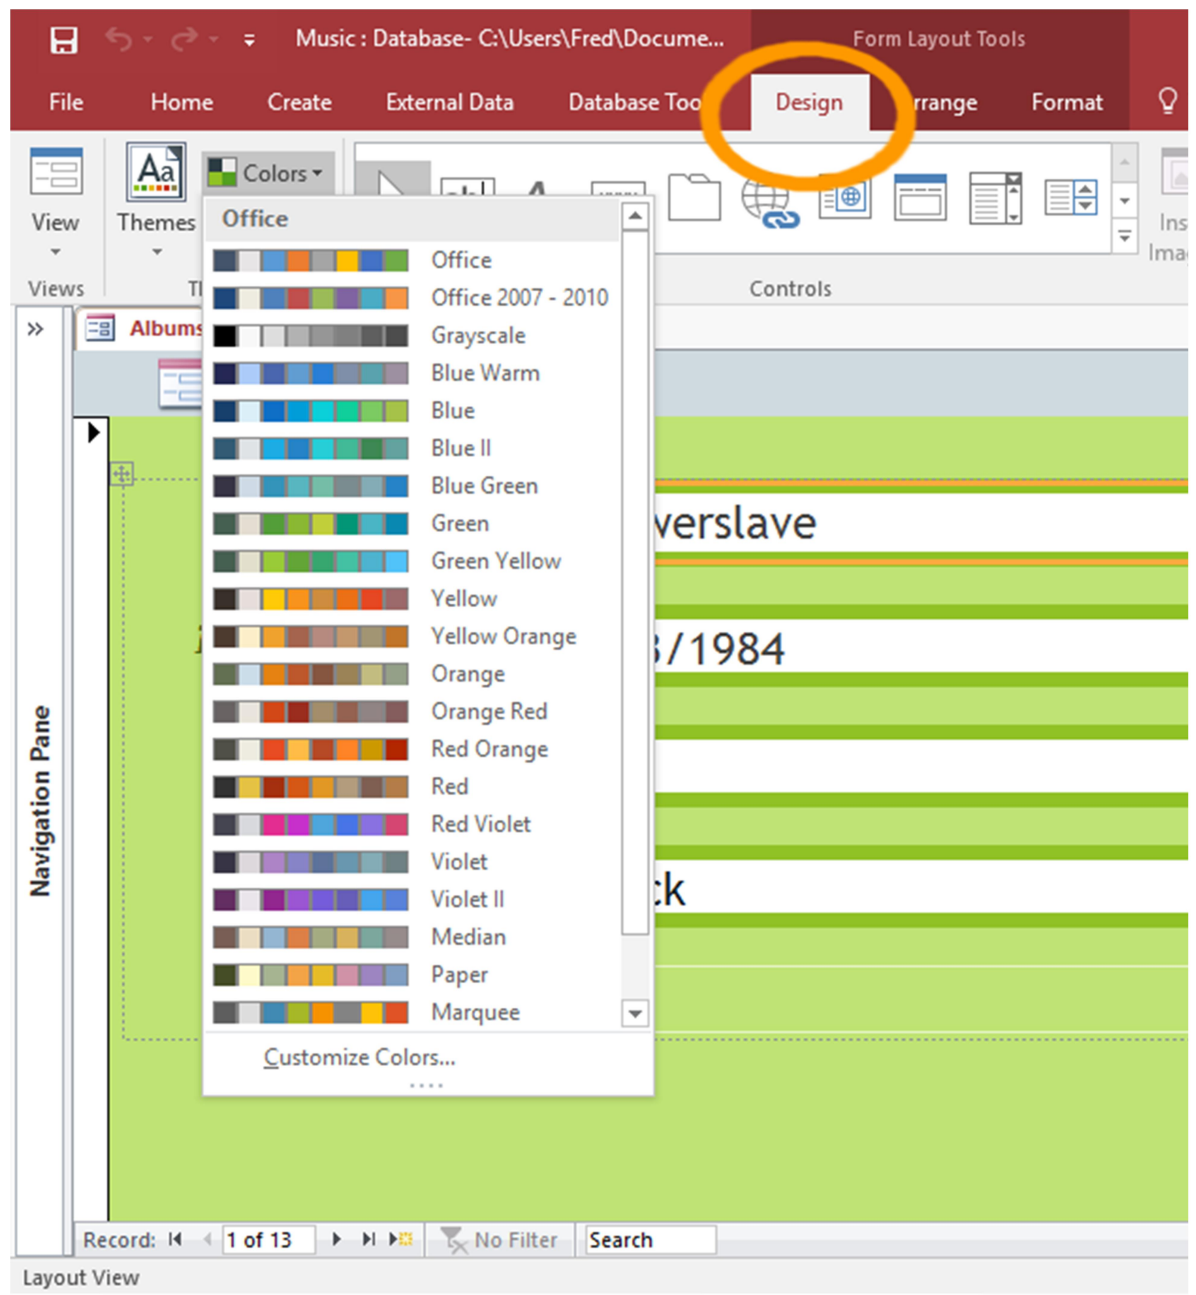 Music : Database- C:\Users\Fred\Docume...
Form Layout Tools
File Home Create External Data Database Too Design rrange Format
Aa
Colors
View
Themes
Ins
Ima
Views
Controls
Albums
Office
Office
Office 2007 - 2010
Grayscale
Blue Warm
Blue
Blue II
Blue Green
Green
Green Yellow
Yellow
Yellow Orange
Orange
Orange Red
Red Orange
Red
Red Violet
Violet
Violet II
Median
Paper
Marquee
Customize Colors...
verslave
/1984
ck
Navigation Pane
Record: 1 of 13 No Filter Search
Layout View